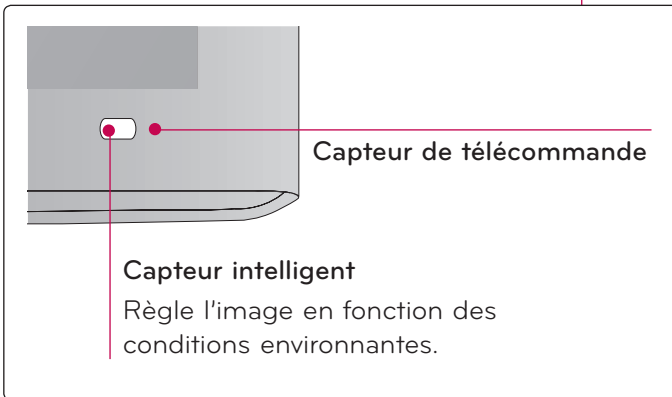 Capteur de télécommande
Capteur intelligent
Règle l'image en fonction des
conditions environnantes.